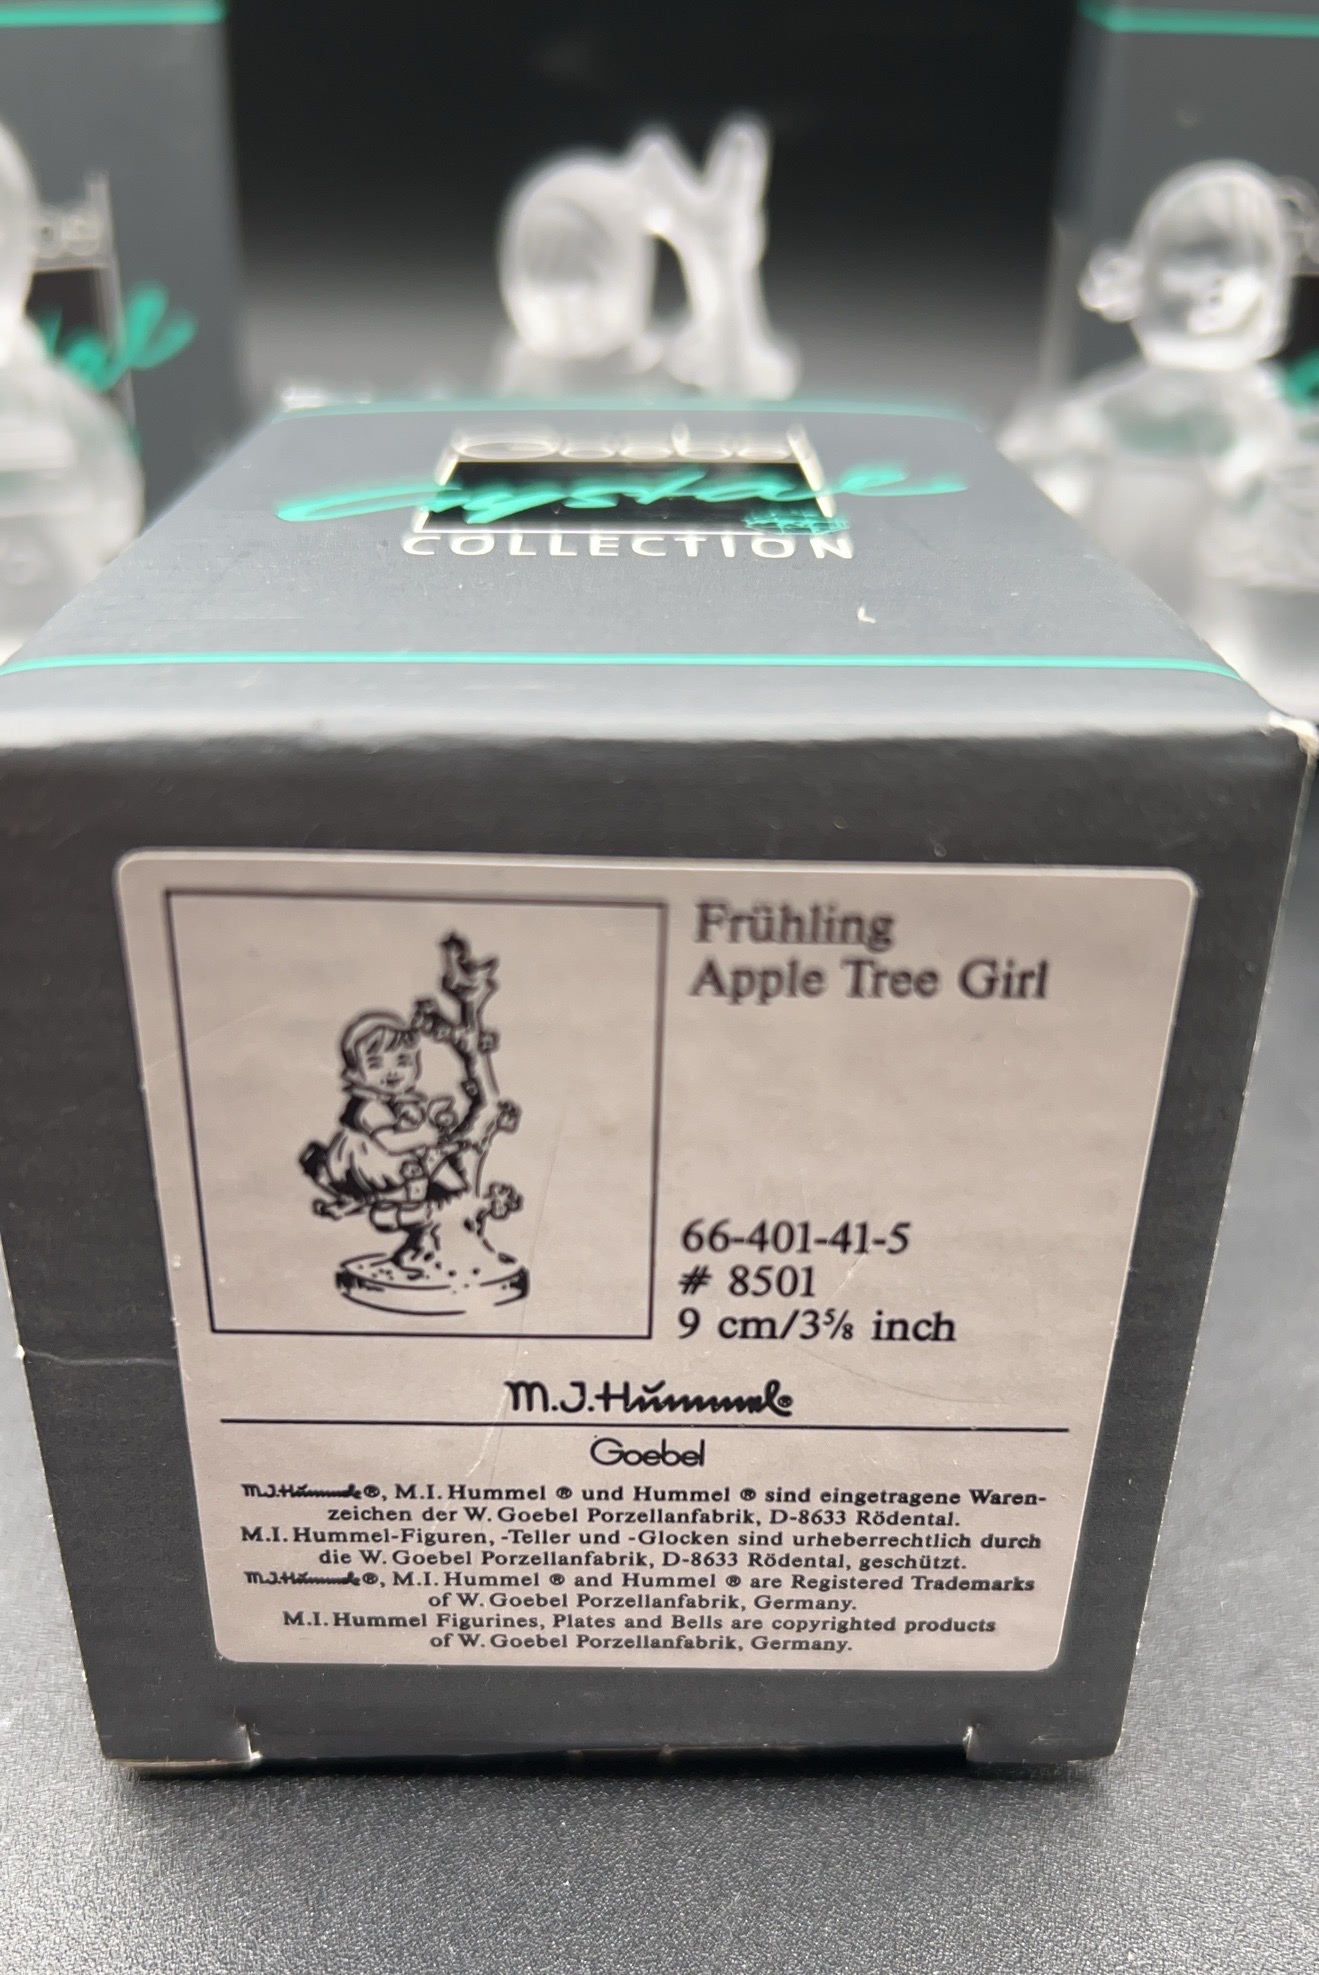 Goebel
Crystal
COLLECTION
Frühling
Apple Tree Girl
66-401-41-5
# 8501
9 cm/3⅝ inch
M.J.Hummel®
Goebel
M.J.Hummel®, M.I. Hummel ® und Hummel ® sind eingetragene Waren-
zeichen der W. Goebel Porzellanfabrik, D-8633 Rödental.
M.I. Hummel-Figuren, -Teller und -Glocken sind urheberrechtlich durch
die W. Goebel Porzellanfabrik, D-8633 Rödental, geschützt.
M.J.Hummel®, M.I. Hummel ® and Hummel ® are Registered Trademarks
of W. Goebel Porzellanfabrik, Germany.
M.I. Hummel Figurines, Plates and Bells are copyrighted products
of W. Goebel Porzellanfabrik, Germany.